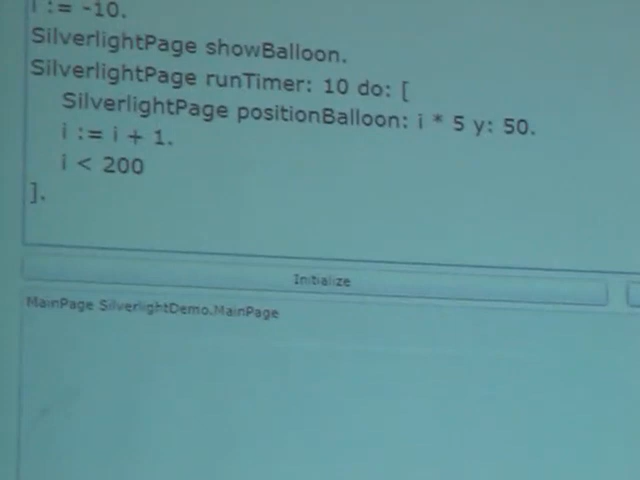 i := -10.
SilverlightPage showBalloon.
SilverlightPage runTimer: 10 do: [
SilverlightPage positionBalloon: i * 5 y: 50.
i := i + 1.
i < 200
].
Initialize
MainPage SilverlightDemo.MainPage